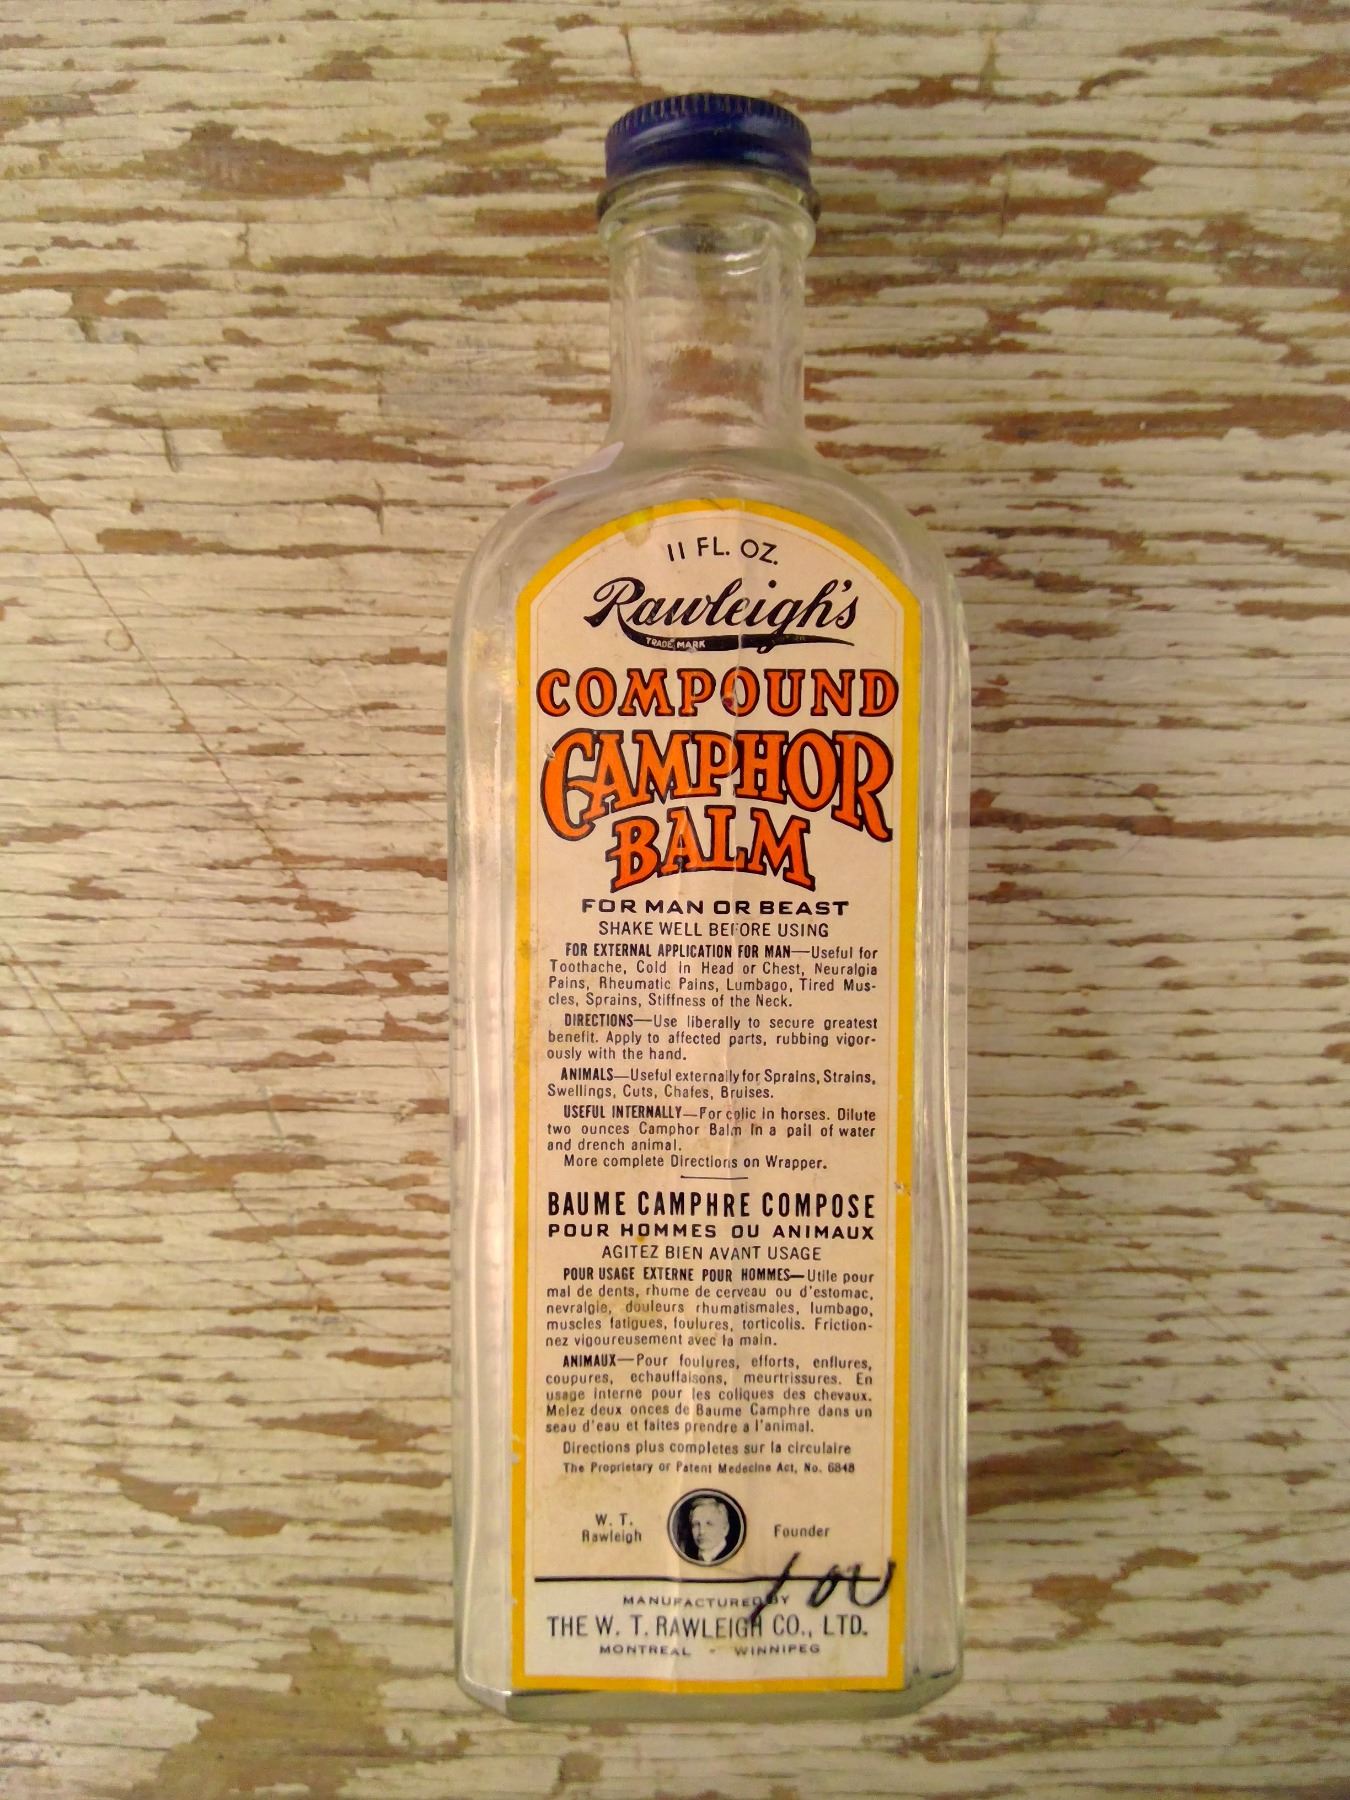 11 FL. OZ.
Rawleigh's
TRADE MARK
COMPOUND
CAMPHOR
BALM
FOR MAN OR BEAST
SHAKE WELL BEFORE USING
FOR EXTERNAL APPLICATION FOR MAN—Useful for
Toothache, Cold in Head or Chest, Neuralgia
Pains, Rheumatic Pains, Lumbago, Tired Mus-
cles, Sprains, Stiffness of the Neck.
DIRECTIONS—Use liberally to secure greatest
benefit. Apply to affected parts, rubbing vigor-
ously with the hand.
ANIMALS—Useful externally for Sprains, Strains,
Swellings, Cuts, Chafes, Bruises.
USEFUL INTERNALLY—For colic in horses. Dilute
two ounces Camphor Balm in a pail of water
and drench animal.
More complete Directions on Wrapper.
BAUME CAMPHRE COMPOSE
POUR HOMMES OU ANIMAUX
AGITEZ BIEN AVANT USAGE
POUR USAGE EXTERNE POUR HOMMES—Utile pour
mal de dents, rhume de cerveau ou d'estomac,
nevralgie, douleurs rhumatismales, lumbago,
muscles fatigues, foulures, torticolis. Friction-
nez vigoureusement avec la main.
ANIMAUX—Pour foulures, efforts, enflures,
coupures, echauffaisons, meurtrissures. En
usage interne pour les coliques des chevaux.
Melez deux onces de Baume Camphre dans un
seau d'eau et faites prendre a l'animal.
Directions plus completes sur la circulaire
The Proprietary or Patent Medecine Act, No. 6848
W. T. Rawleigh Founder
MANUFACTURED BY
THE W. T. RAWLEIGH CO., LTD.
MONTREAL - WINNIPEG